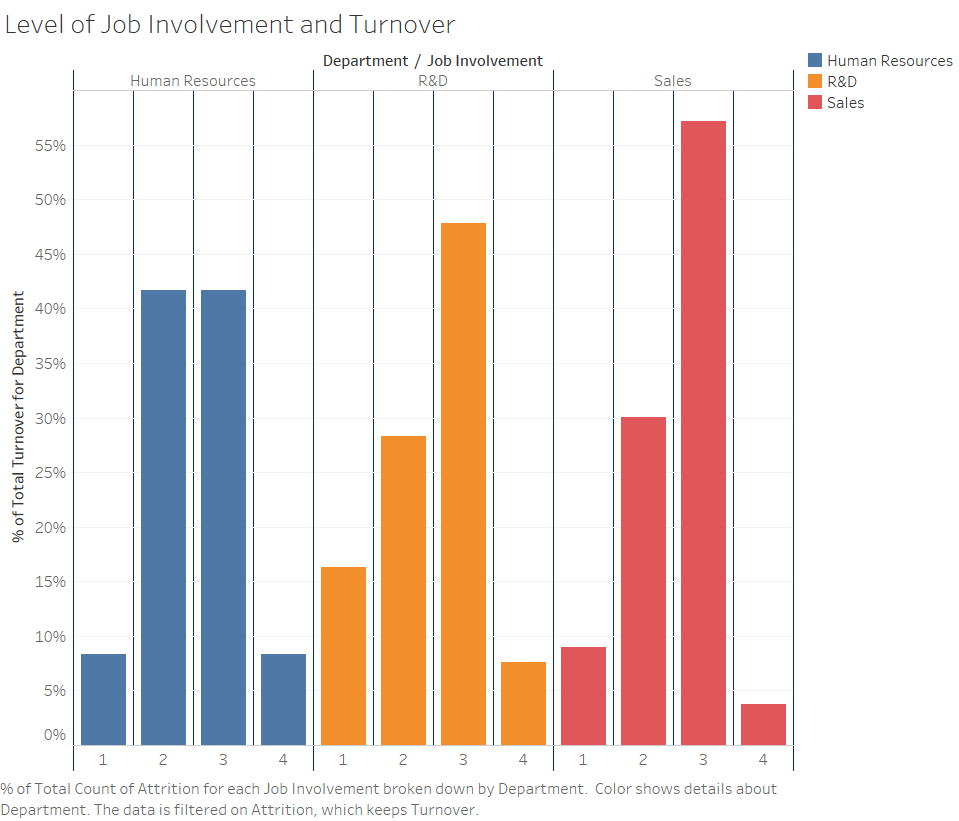 Level of Job Involvement and Turnover
Department / Job Involvement
Human Resources
R&D
Sales
Human Resources
R&D
Sales
% of Total Turnover for Department
55%
50%
45%
40%
35%
30%
25%
20%
15%
10%
5%
0%
1 2 3 4 1 2 3 4 1 2 3 4
% of Total Count of Attrition for each Job Involvement broken down by Department. Color shows details about
Department. The data is filtered on Attrition, which keeps Turnover.